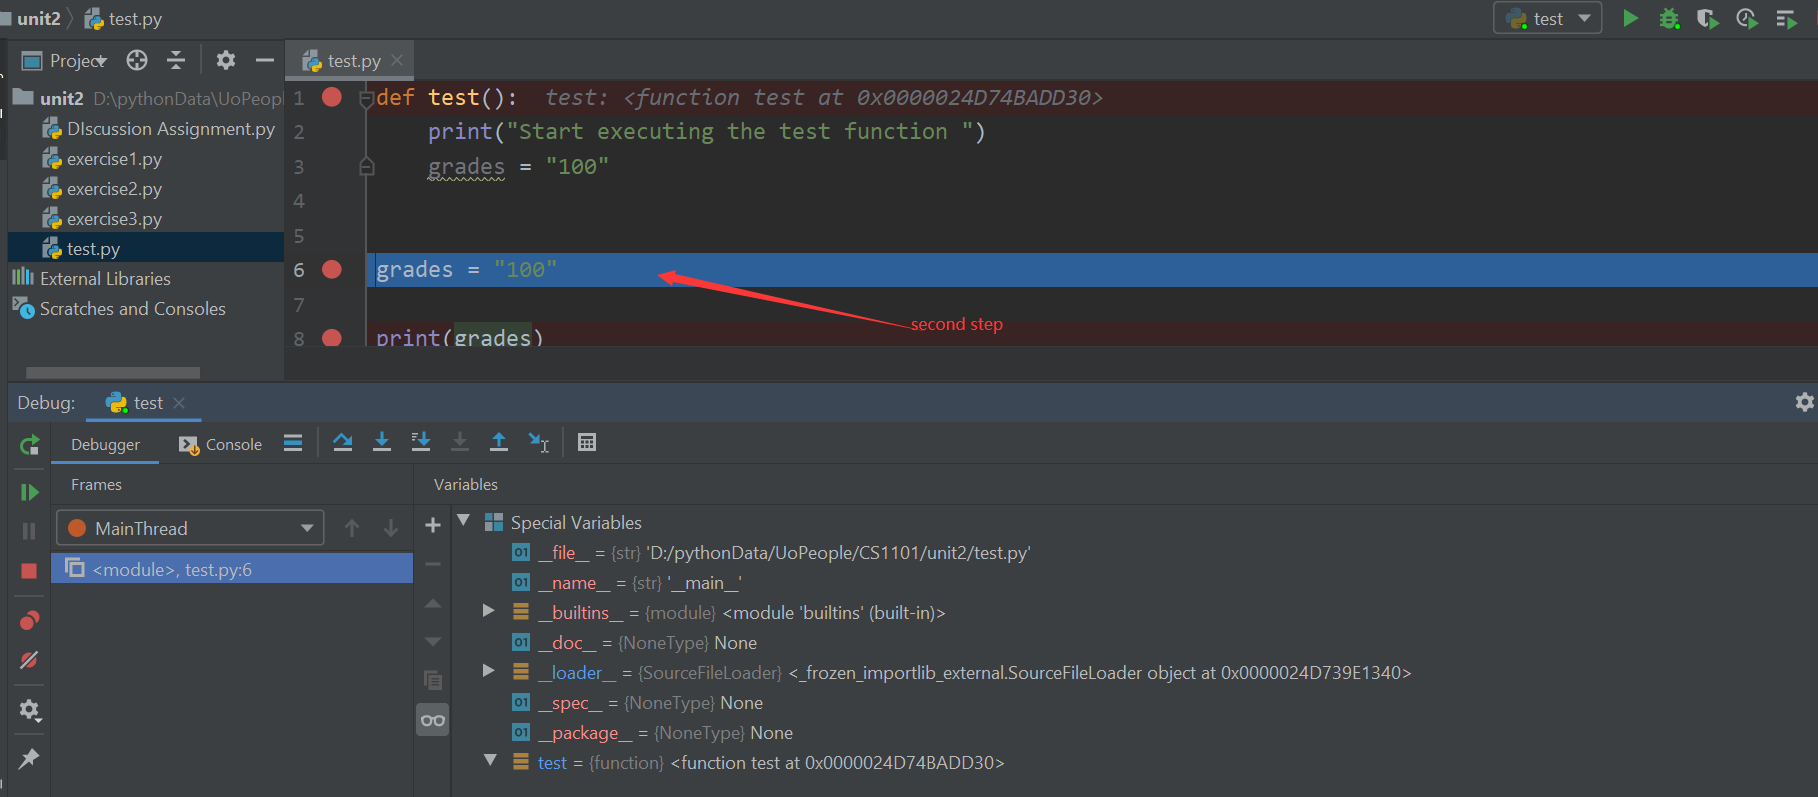 unit2 test.py test
Project test.py
unit2 D:\pythonData\UoPeopl
DIscussion Assignment.py
exercise1.py
exercise2.py
exercise3.py
test.py
External Libraries
Scratches and Consoles
1 def test(): test: <function test at 0x0000024D74BADD30>
2 print("Start executing the test function ")
3 grades = "100"
4
5
6 grades = "100"
7
second step
8 print(grades)
Debug: test
Debugger Console
Frames Variables
MainThread
<module>, test.py:6
Special Variables
01 __file__ = {str} 'D:/pythonData/UoPeople/CS1101/unit2/test.py'
01 __name__ = {str} '__main__'
__builtins__ = {module} <module 'builtins' (built-in)>
01 __doc__ = {NoneType} None
__loader__ = {SourceFileLoader} <_frozen_importlib_external.SourceFileLoader object at 0x0000024D739E1340>
01 __spec__ = {NoneType} None
01 __package__ = {NoneType} None
test = {function} <function test at 0x0000024D74BADD30>